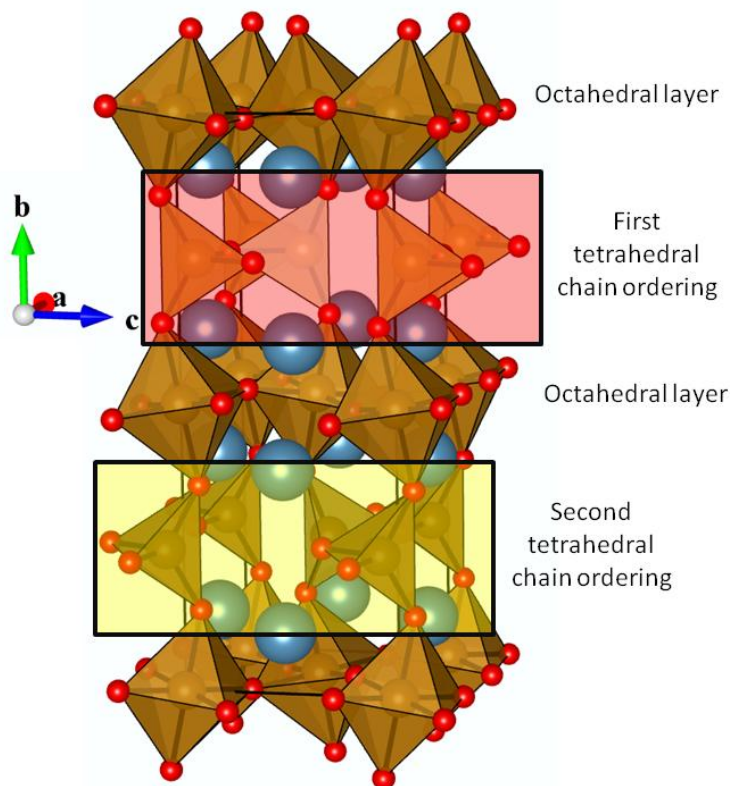 Octahedral layer
b
a
c
First
tetrahedral
chain ordering
Octahedral layer
Second
tetrahedral
chain ordering